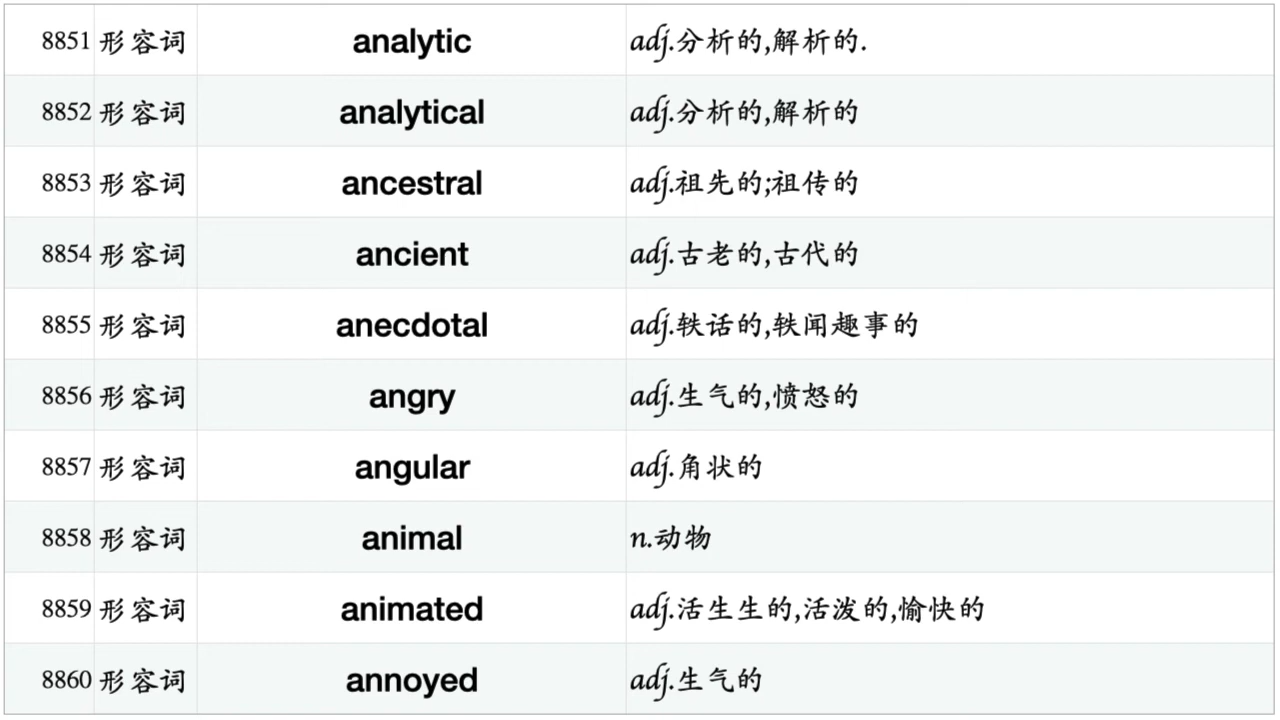 8851 形容词 analytic adj.分析的,解析的.
8852 形容词 analytical adj.分析的,解析的
8853 形容词 ancestral adj.祖先的;祖传的
8854 形容词 ancient adj.古老的,古代的
8855 形容词 anecdotal adj.轶话的,轶闻趣事的
8856 形容词 angry adj.生气的,愤怒的
8857 形容词 angular adj.角状的
8858 形容词 animal n.动物
8859 形容词 animated adj.活生生的,活泼的,愉快的
8860 形容词 annoyed adj.生气的